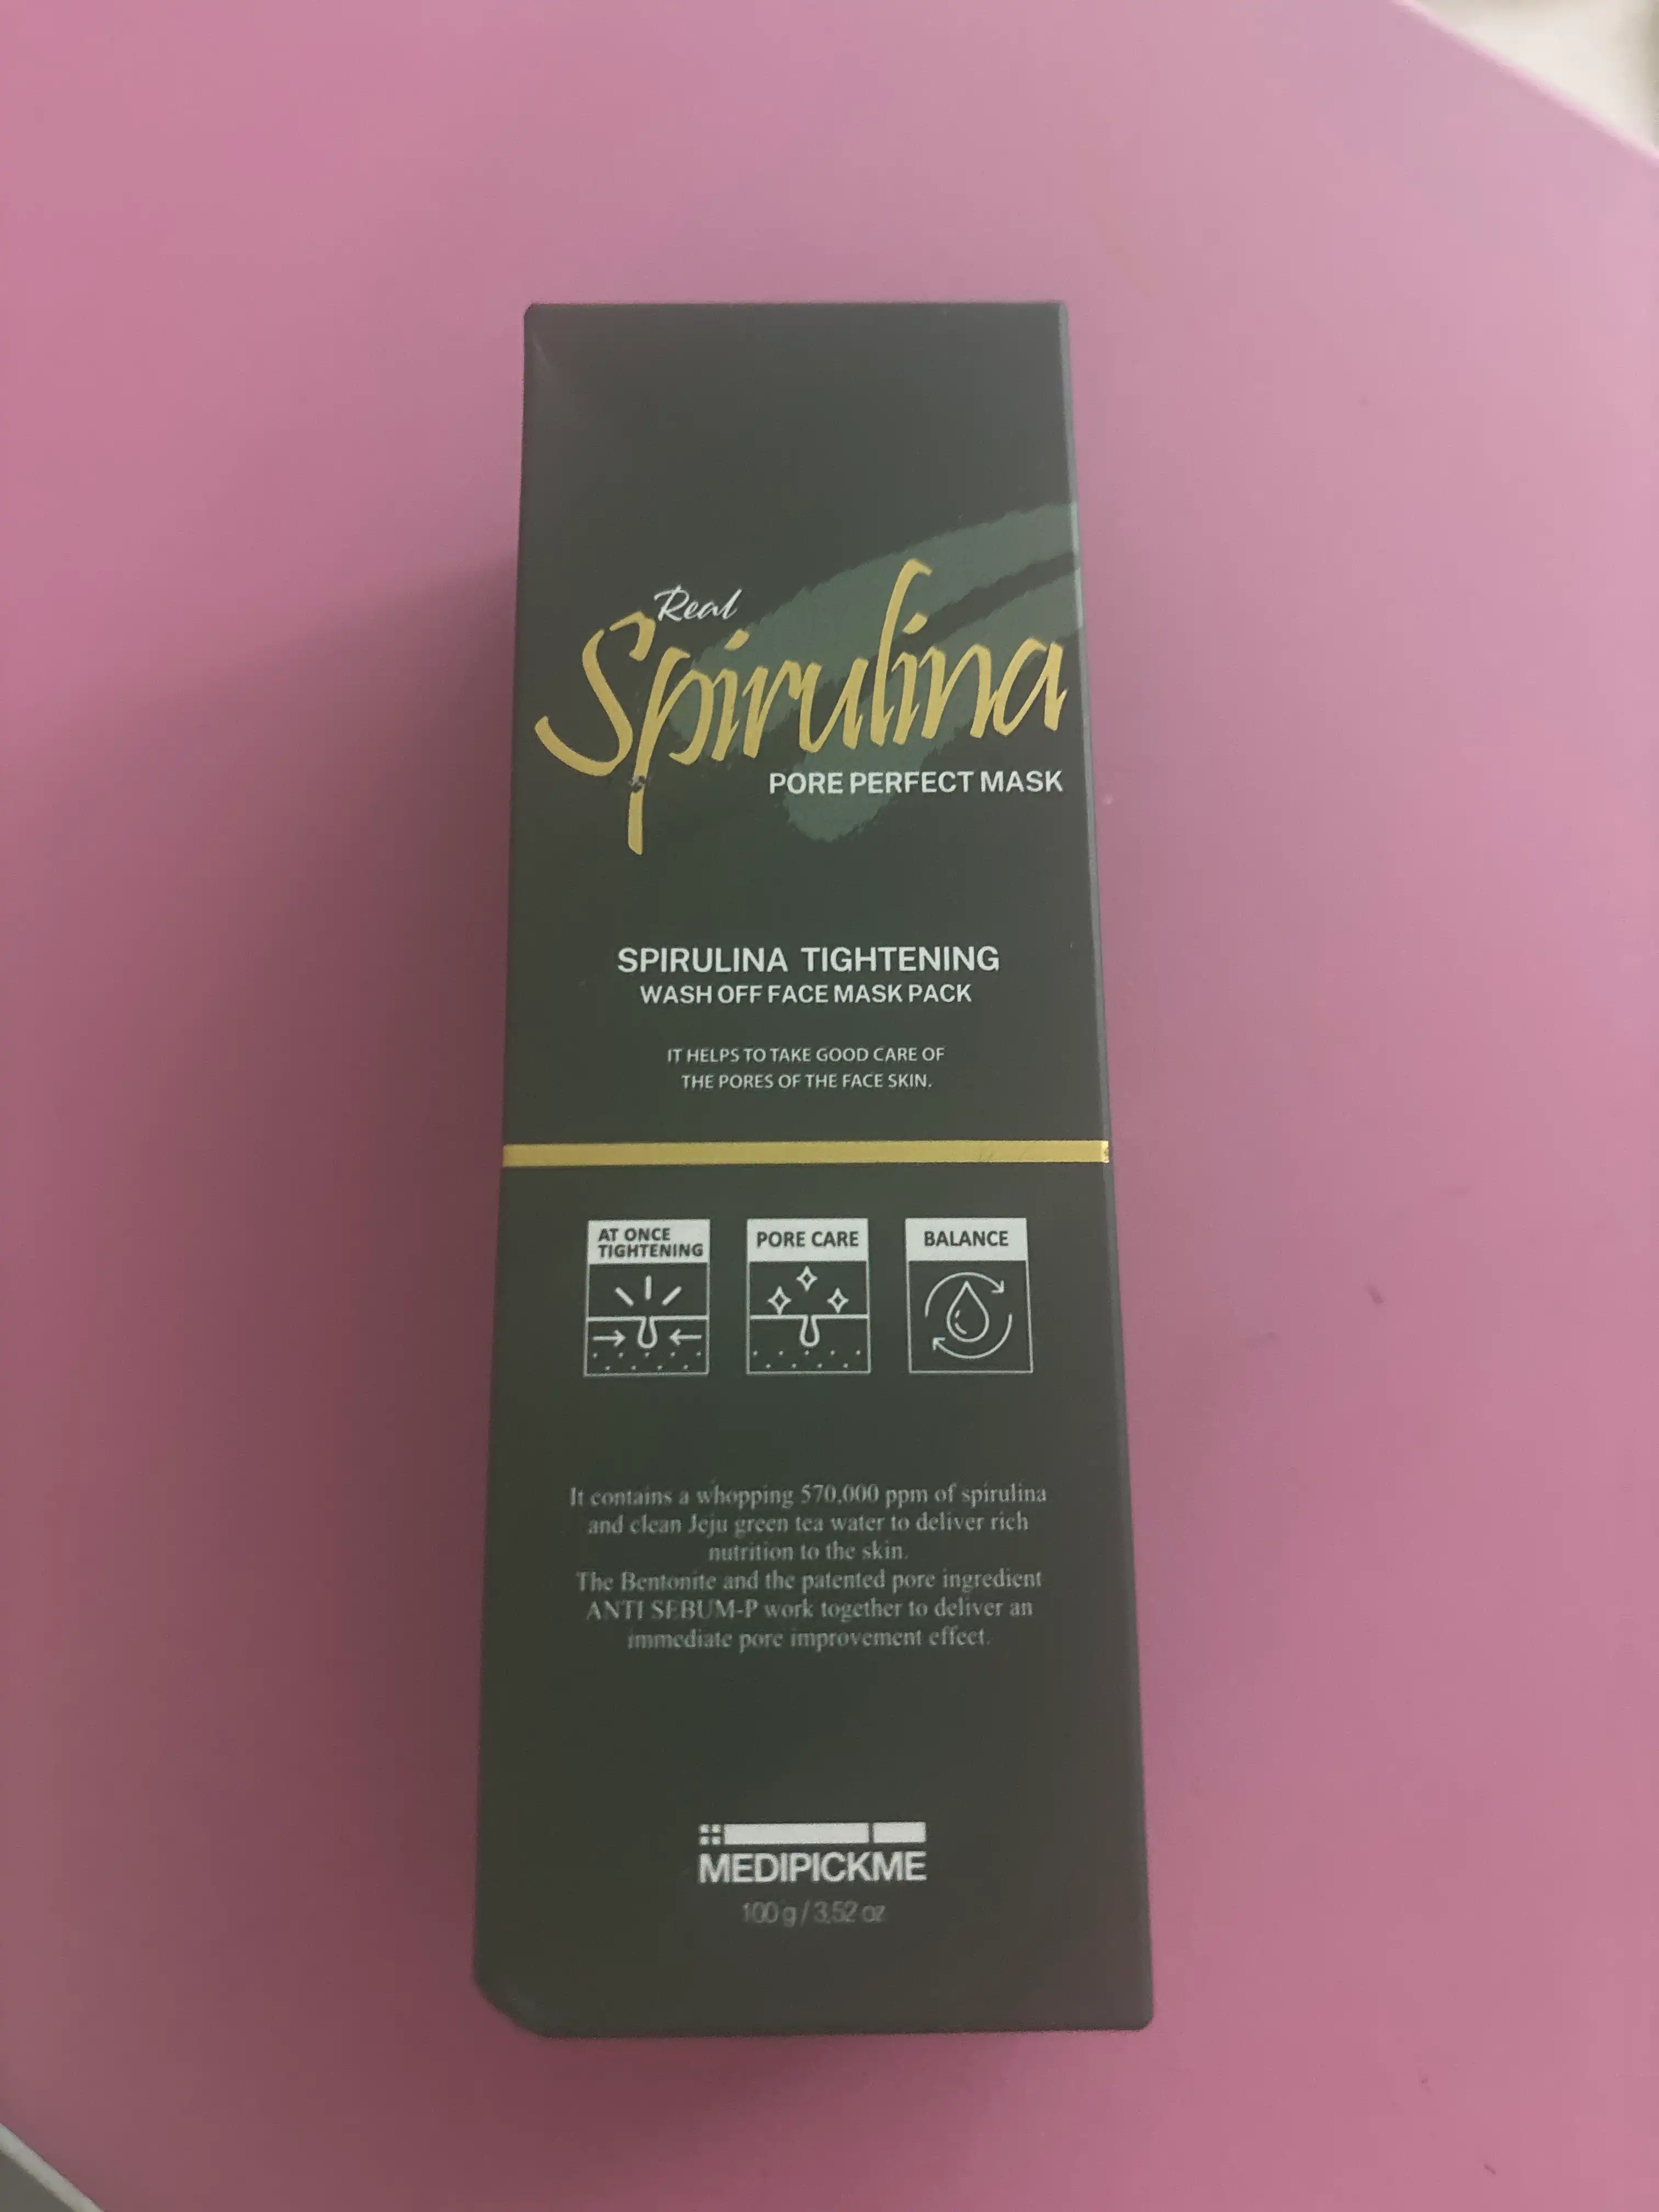 Real
Spirulina
PORE PERFECT MASK
SPIRULINA TIGHTENING
WASH OFF FACE MASK PACK
IT HELPS TO TAKE GOOD CARE OF
THE PORES OF THE FACE SKIN.
AT ONCE
TIGHTENING
PORE CARE
BALANCE
It contains a whopping 570,000 ppm of spirulina
and clean Jeju green tea water to deliver rich
nutrition to the skin.
The Bentonite and the patented pore ingredient
ANTI SEBUM-P work together to deliver an
immediate pore improvement effect.
MEDIPICKME
100 g / 3.52 oz